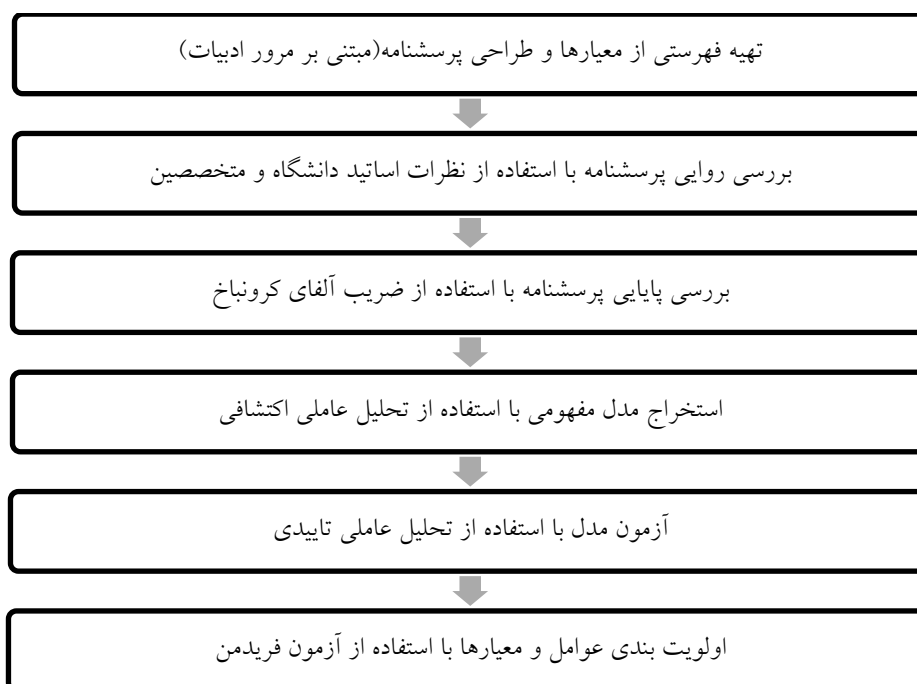 تهیه فهرستی از معیارها و طراحی پرسشنامه(مبتنی بر مرور ادبیات)
بررسی روایی پرسشنامه با استفاده از نظرات اساتید دانشگاه و متخصصین
بررسی پایایی پرسشنامه با استفاده از ضریب آلفای کرونباخ
استخراج مدل مفهومی با استفاده از تحلیل عاملی اکتشافی
آزمون مدل با استفاده از تحلیل عاملی تاییدی
اولویت بندی عوامل و معیارها با استفاده از آزمون فریدمن